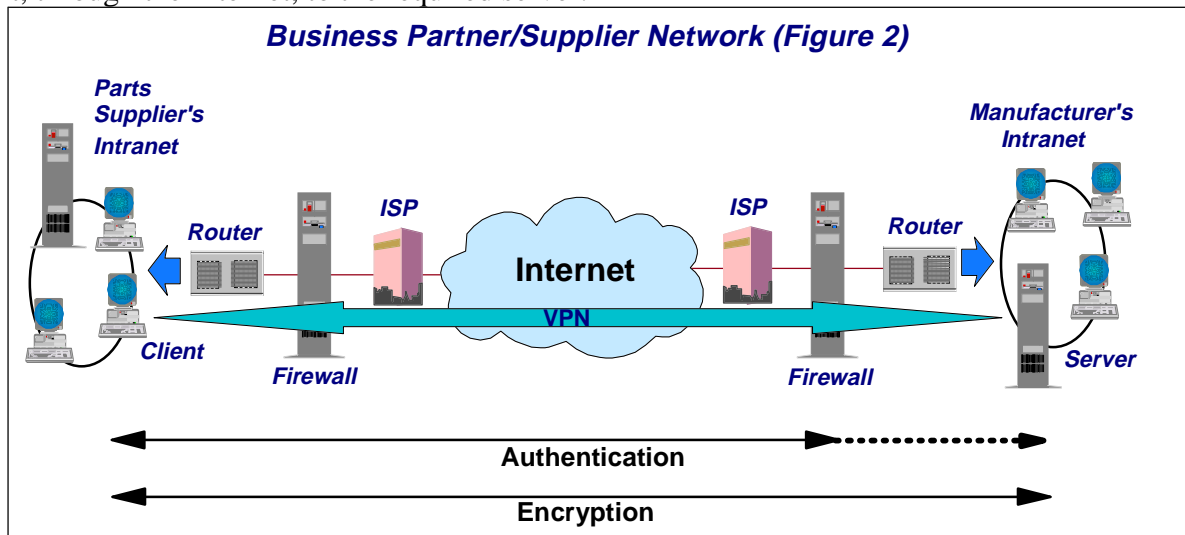 Business Partner/Supplier Network (Figure 2)
Parts
Supplier's
Intranet
Manufacturer's
Intranet
ISP
ISP
Router
Router
Internet
VPN
Client
Server
Firewall
Firewall
Authentication
Encryption